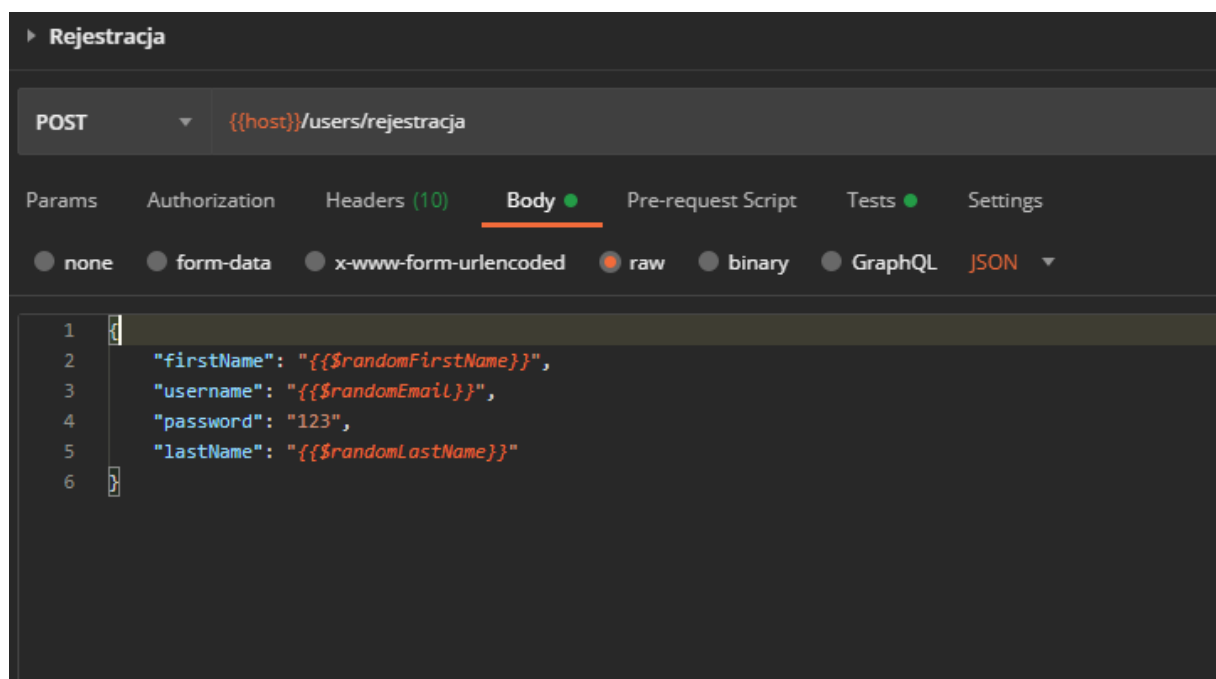 Rejestracja
POST {{host}}/users/rejestracja
Params Authorization Headers (10) Body Pre-request Script Tests Settings
none form-data x-www-form-urlencoded raw binary GraphQL JSON
1 {
2 "firstName": "{{$randomFirstName}}",
3 "username": "{{$randomEmail}}",
4 "password": "123",
5 "lastName": "{{$randomLastName}}"
6 }